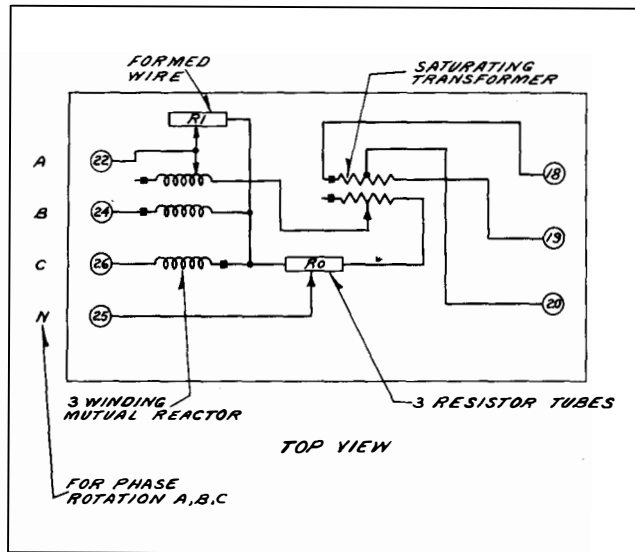 FORMED
WIRE
SATURATING
TRANSFORMER
R1
A
22
18
B
24
19
C
26
R0
N
25
20
3 WINDING
MUTUAL REACTOR
3 RESISTOR TUBES
TOP VIEW
FOR PHASE
ROTATION A,B,C